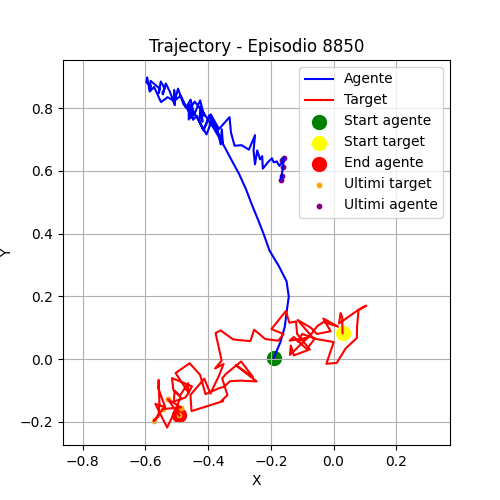 Trajectory - Episodio 8850
Agente
Target
Start agente
Start target
End agente
Ultimi target
Ultimi agente
Y
0.8
0.6
0.4
0.2
0.0
−0.2
−0.8 −0.6 −0.4 −0.2 0.0 0.2
X